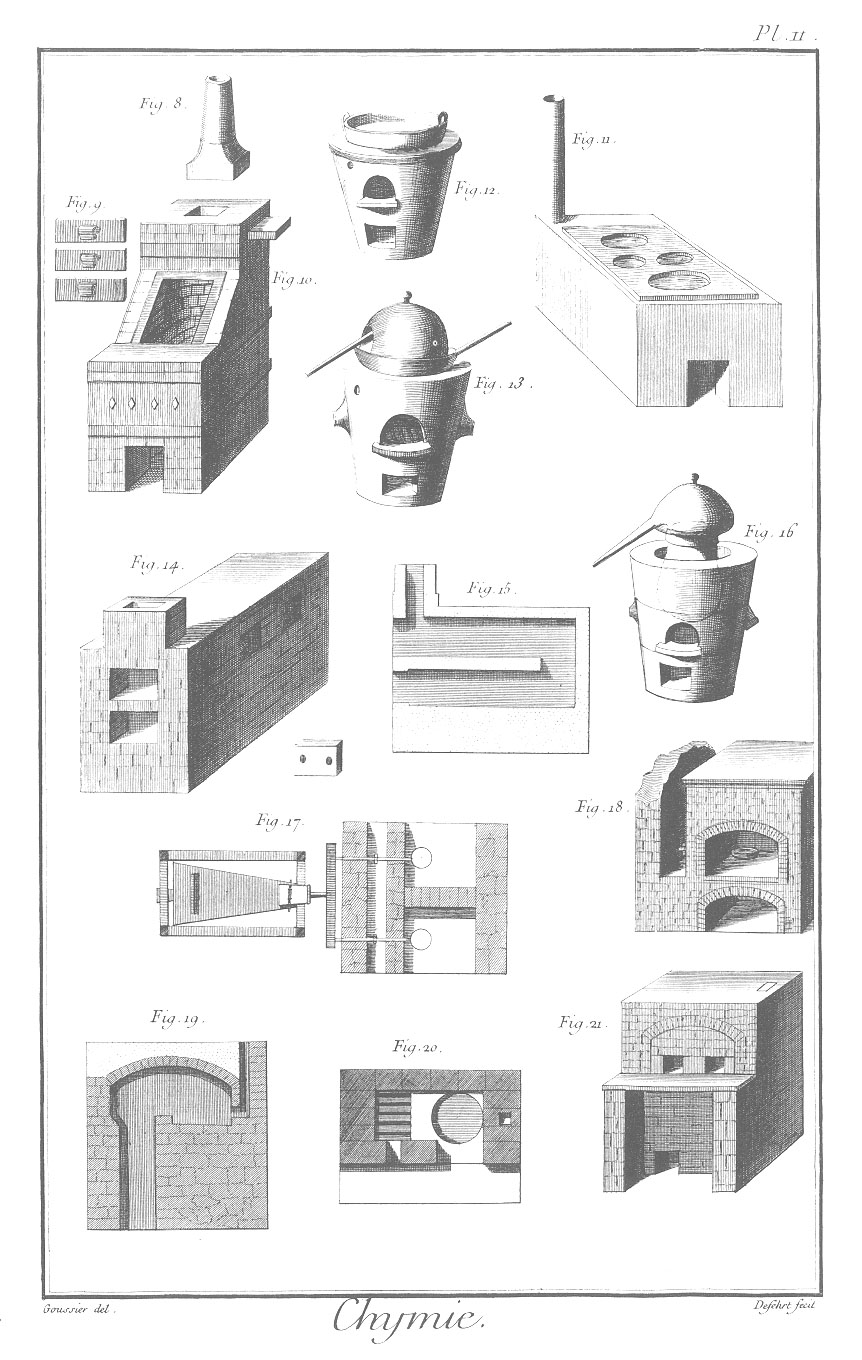 Pl. II.
Fig. 8.
Fig. 11.
Fig. 12.
Fig. 9.
Fig. 10.
Fig. 13.
Fig. 16
Fig. 14.
Fig. 15.
Fig. 18.
Fig. 17.
Fig. 19.
Fig. 21.
Fig. 20.
Goussier del.
Defehrt fecit
Chymie.